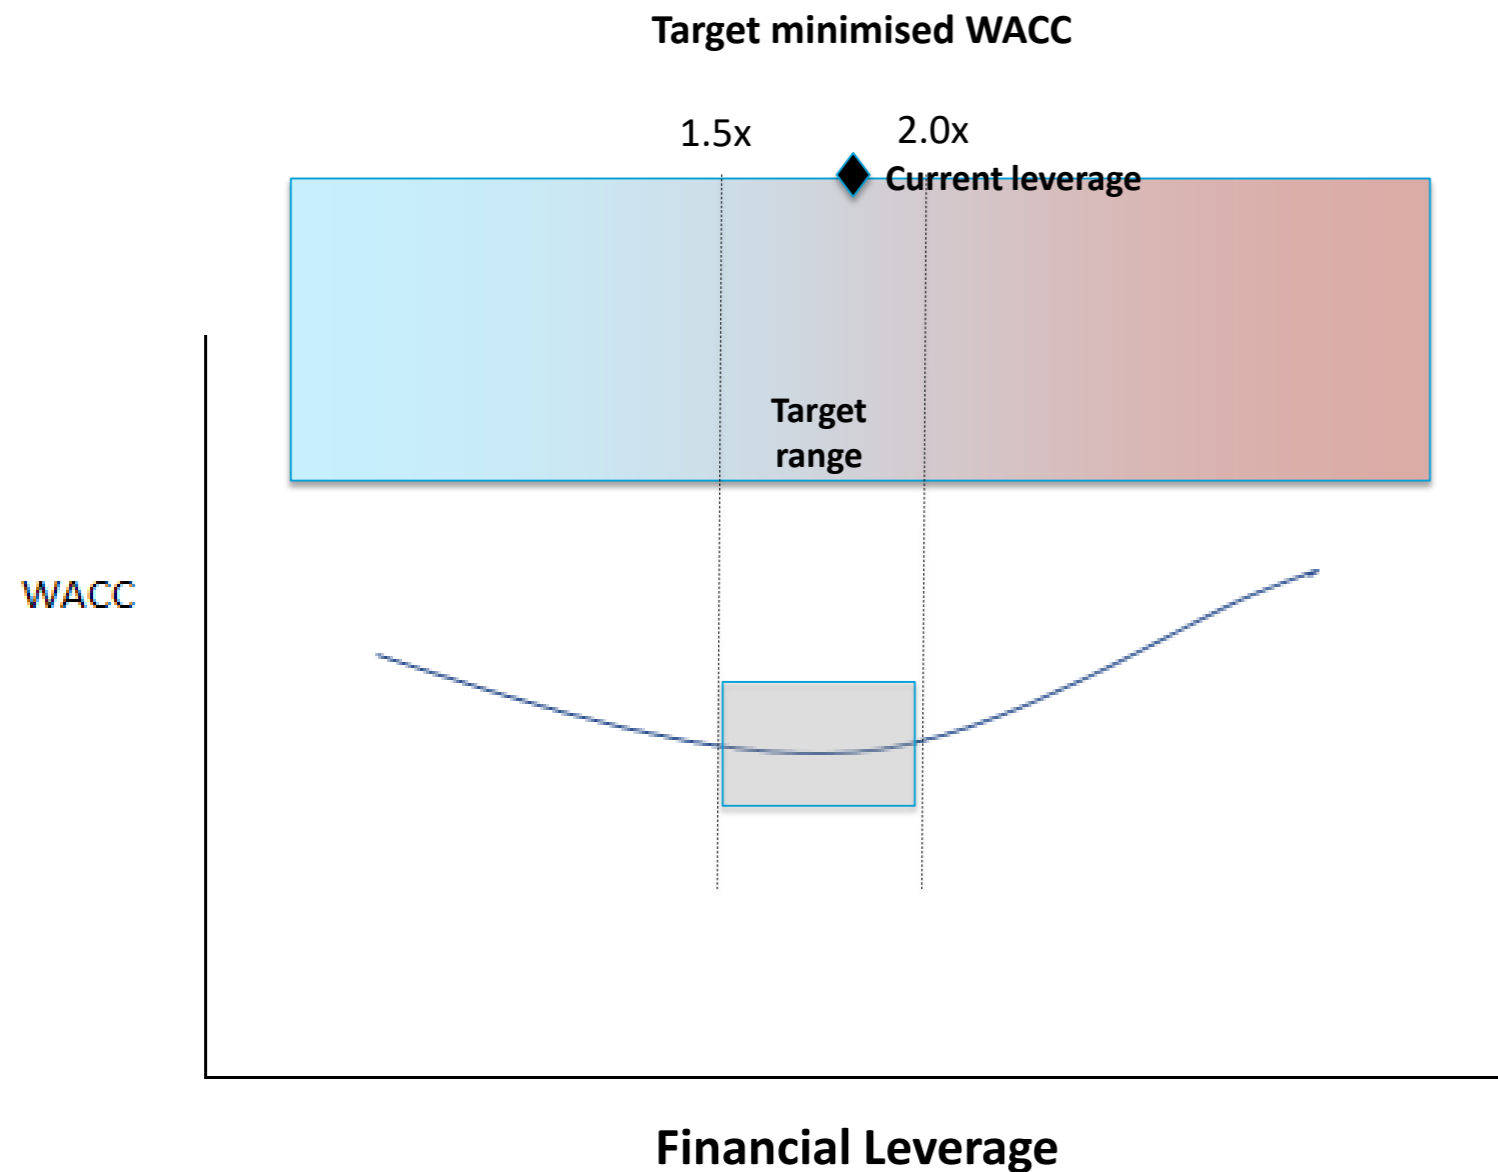 Target minimised WACC
1.5x
2.0x
Current leverage
Target
range
WACC
Financial Leverage